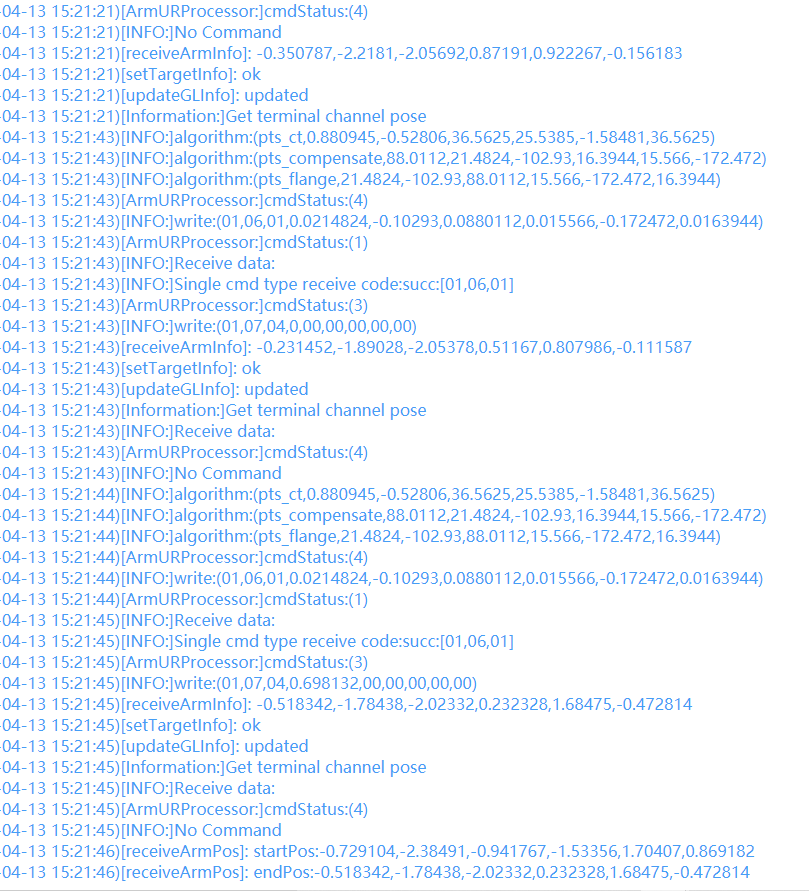 -04-13 15:21:21)[ArmURProcessor:]cmdStatus:(4)
-04-13 15:21:21)[INFO:]No Command
-04-13 15:21:21)[receiveArmInfo]: -0.350787,-2.2181,-2.05692,0.87191,0.922267,-0.156183
-04-13 15:21:21)[setTargetInfo]: ok
-04-13 15:21:21)[updateGLInfo]: updated
-04-13 15:21:21)[Information:]Get terminal channel pose
-04-13 15:21:43)[INFO:]algorithm:(pts_ct,0.880945,-0.52806,36.5625,25.5385,-1.58481,36.5625)
-04-13 15:21:43)[INFO:]algorithm:(pts_compensate,88.0112,21.4824,-102.93,16.3944,15.566,-172.472)
-04-13 15:21:43)[INFO:]algorithm:(pts_flange,21.4824,-102.93,88.0112,15.566,-172.472,16.3944)
-04-13 15:21:43)[ArmURProcessor:]cmdStatus:(4)
-04-13 15:21:43)[INFO:]write:(01,06,01,0.0214824,-0.10293,0.0880112,0.015566,-0.172472,0.0163944)
-04-13 15:21:43)[ArmURProcessor:]cmdStatus:(1)
-04-13 15:21:43)[INFO:]Receive data:
-04-13 15:21:43)[INFO:]Single cmd type receive code:succ:[01,06,01]
-04-13 15:21:43)[ArmURProcessor:]cmdStatus:(3)
-04-13 15:21:43)[INFO:]write:(01,07,04,0,00,00,00,00,00)
-04-13 15:21:43)[receiveArmInfo]: -0.231452,-1.89028,-2.05378,0.51167,0.807986,-0.111587
-04-13 15:21:43)[setTargetInfo]: ok
-04-13 15:21:43)[updateGLInfo]: updated
-04-13 15:21:43)[Information:]Get terminal channel pose
-04-13 15:21:43)[INFO:]Receive data:
-04-13 15:21:43)[ArmURProcessor:]cmdStatus:(4)
-04-13 15:21:43)[INFO:]No Command
-04-13 15:21:44)[INFO:]algorithm:(pts_ct,0.880945,-0.52806,36.5625,25.5385,-1.58481,36.5625)
-04-13 15:21:44)[INFO:]algorithm:(pts_compensate,88.0112,21.4824,-102.93,16.3944,15.566,-172.472)
-04-13 15:21:44)[INFO:]algorithm:(pts_flange,21.4824,-102.93,88.0112,15.566,-172.472,16.3944)
-04-13 15:21:44)[ArmURProcessor:]cmdStatus:(4)
-04-13 15:21:44)[INFO:]write:(01,06,01,0.0214824,-0.10293,0.0880112,0.015566,-0.172472,0.0163944)
-04-13 15:21:44)[ArmURProcessor:]cmdStatus:(1)
-04-13 15:21:45)[INFO:]Receive data:
-04-13 15:21:45)[INFO:]Single cmd type receive code:succ:[01,06,01]
-04-13 15:21:45)[ArmURProcessor:]cmdStatus:(3)
-04-13 15:21:45)[INFO:]write:(01,07,04,0.698132,00,00,00,00,00)
-04-13 15:21:45)[receiveArmInfo]: -0.518342,-1.78438,-2.02332,0.232328,1.68475,-0.472814
-04-13 15:21:45)[setTargetInfo]: ok
-04-13 15:21:45)[updateGLInfo]: updated
-04-13 15:21:45)[Information:]Get terminal channel pose
-04-13 15:21:45)[INFO:]Receive data:
-04-13 15:21:45)[ArmURProcessor:]cmdStatus:(4)
-04-13 15:21:45)[INFO:]No Command
-04-13 15:21:46)[receiveArmPos]: startPos:-0.729104,-2.38491,-0.941767,-1.53356,1.70407,0.869182
-04-13 15:21:46)[receiveArmPos]: endPos:-0.518342,-1.78438,-2.02332,0.232328,1.68475,-0.472814